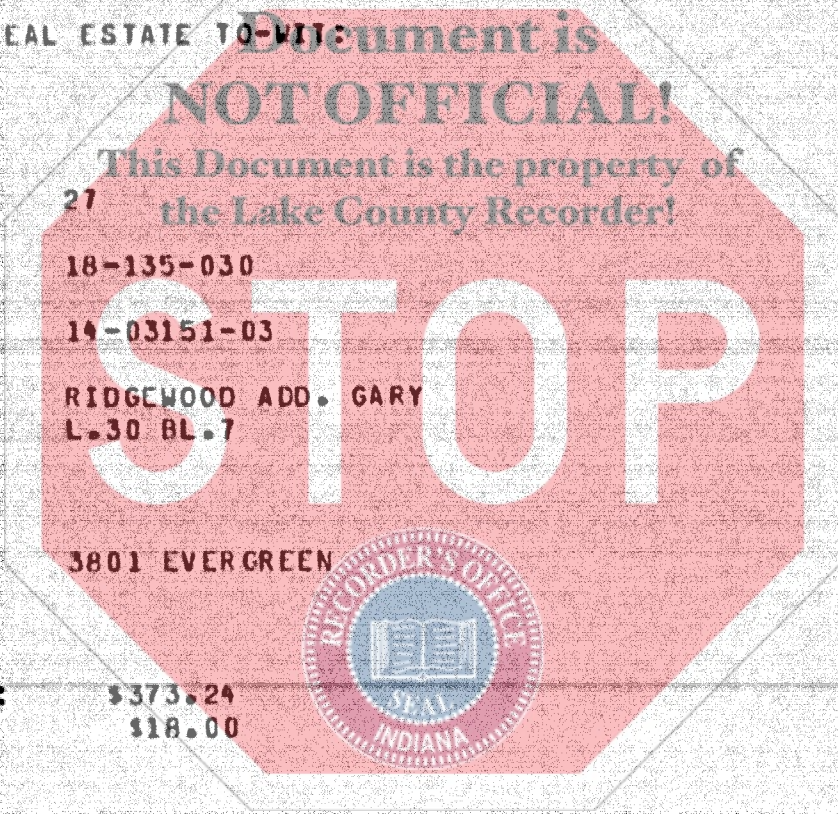 EAL ESTATE TO-WIT:
Document is
NOT OFFICIAL!
This Document is the property of
the Lake County Recorder!
27
18-135-030
14-03151-03
STOP
RIDGEWOOD ADD. GARY
L.30 BL.7
3801 EVERGREEN
RECORDER'S OFFICE
SEAL
INDIANA
: $373.24
$18.00